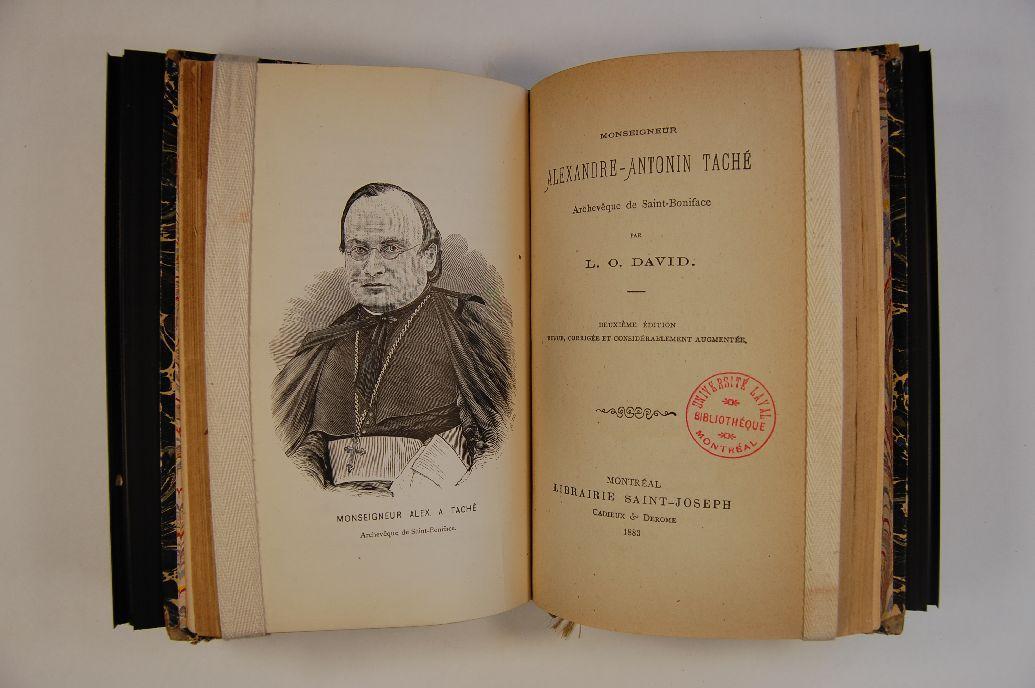 MONSEIGNEUR ALEX. A TACHÉ
Archevêque de Saint-Boniface.
MONSEIGNEUR
ALEXANDRE-ANTONIN TACHÉ
Archevêque de Saint-Boniface
PAR
L. O. DAVID.
DEUXIÈME ÉDITION
REVUE, CORRIGÉE ET CONSIDÉRABLEMENT AUGMENTÉE.
UNIVERSITÉ LAVAL
BIBLIOTHÉQUE
MONTRÉAL
MONTRÉAL
LIBRAIRIE SAINT-JOSEPH
CADIEUX & DEROME
1883